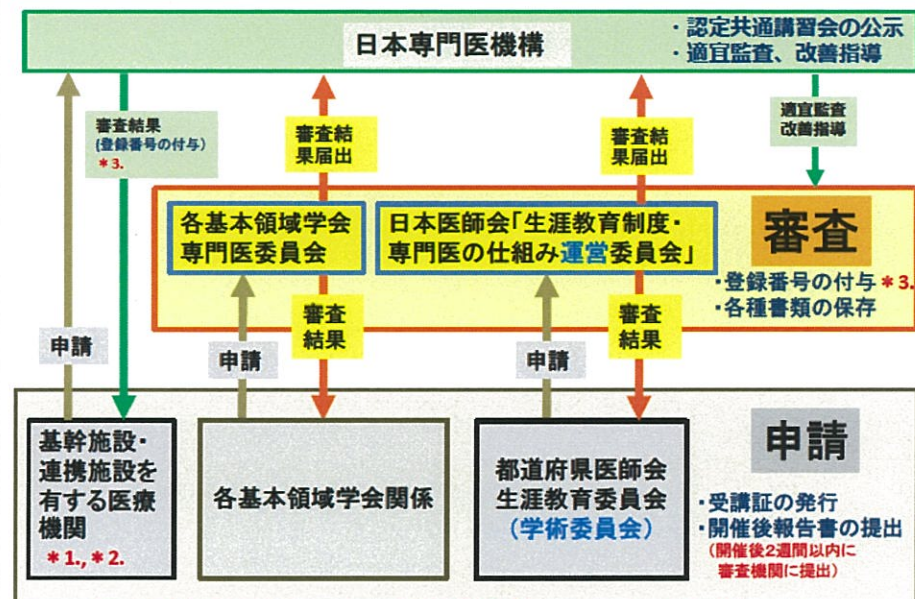 日本専門医機構
・認定共通講習会の公示
・適宜監査、改善指導
審査結果
(登録番号の付与)
＊3.
審査結
果届出
審査結
果届出
適宜監査
改善指導
各基本領域学会
専門医委員会
日本医師会「生涯教育制度・
専門医の仕組み運営委員会」
審査
・登録番号の付与＊3.
・各種書類の保存
申請
申請
審査
結果
申請
審査
結果
基幹施設・
連携施設を
有する医療
機関
＊1.,＊2.
各基本領域学会関係
都道府県医師会
生涯教育委員会
(学術委員会)
申請
・受講証の発行
・開催後報告書の提出
(開催後2週間以内に
審査機関に提出)